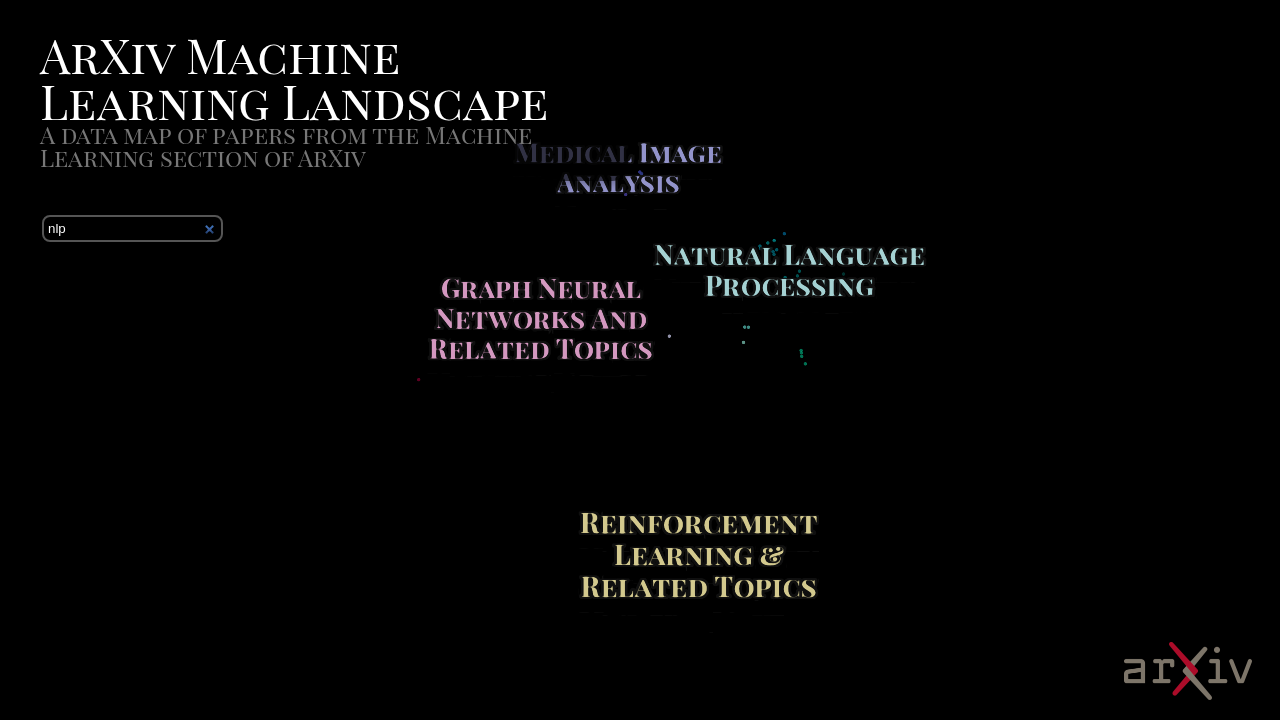 ArXiv Machine
Learning Landscape
A data map of papers from the Machine
Learning section of ArXiv
nlp
Medical Image
Analysis
Natural Language
Processing
Graph Neural
Networks And
Related Topics
Reinforcement
Learning &
Related Topics
arXiv